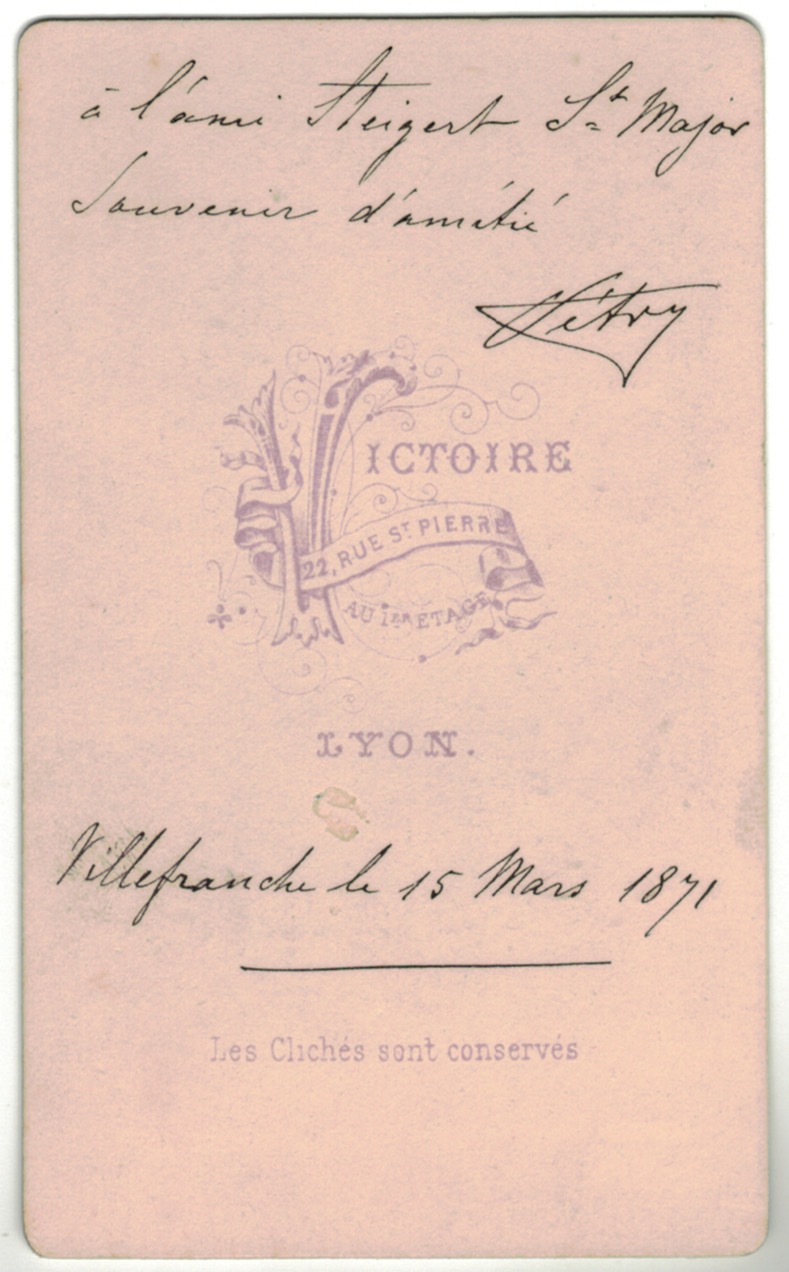 à l'ami Steigert St Major
Souvenir d'amitié
Vétry
VICTOIRE
22, RUE ST PIERRE
AU 1ER ETAGE
LYON.
Villefranche le 15 Mars 1871
Les Clichés sont conservés